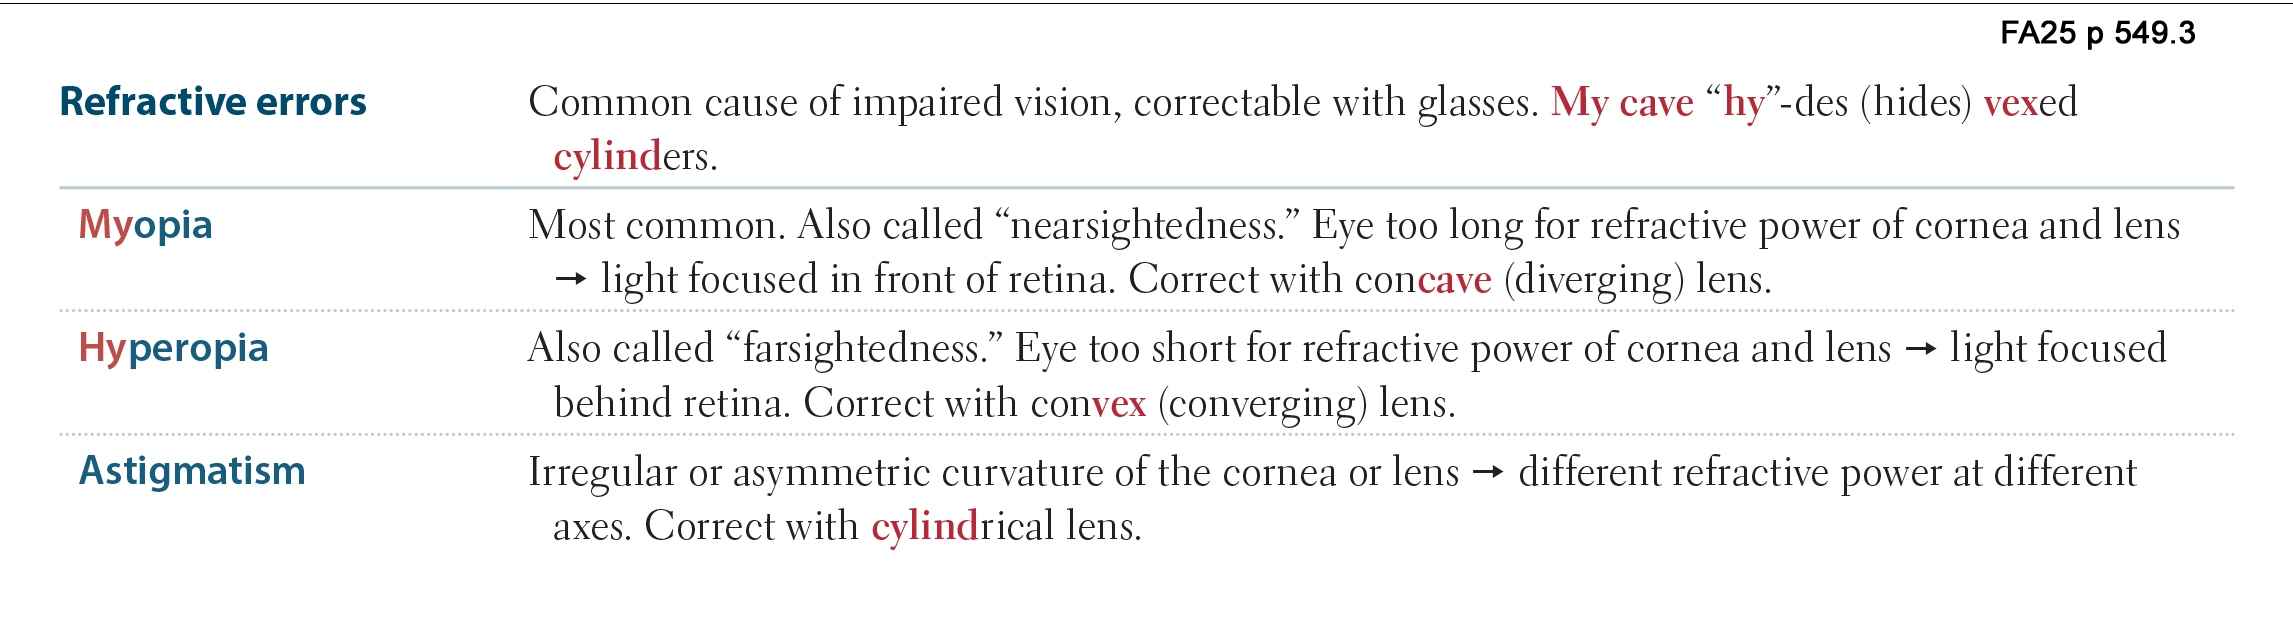 FA25 p 549.3
Refractive errors Common cause of impaired vision, correctable with glasses. My cave “hy”-des (hides) vexed
cylinders.
Myopia Most common. Also called “nearsightedness.” Eye too long for refractive power of cornea and lens
→ light focused in front of retina. Correct with concave (diverging) lens.
Hyperopia Also called “farsightedness.” Eye too short for refractive power of cornea and lens → light focused
behind retina. Correct with convex (converging) lens.
Astigmatism Irregular or asymmetric curvature of the cornea or lens → different refractive power at different
axes. Correct with cylindrical lens.